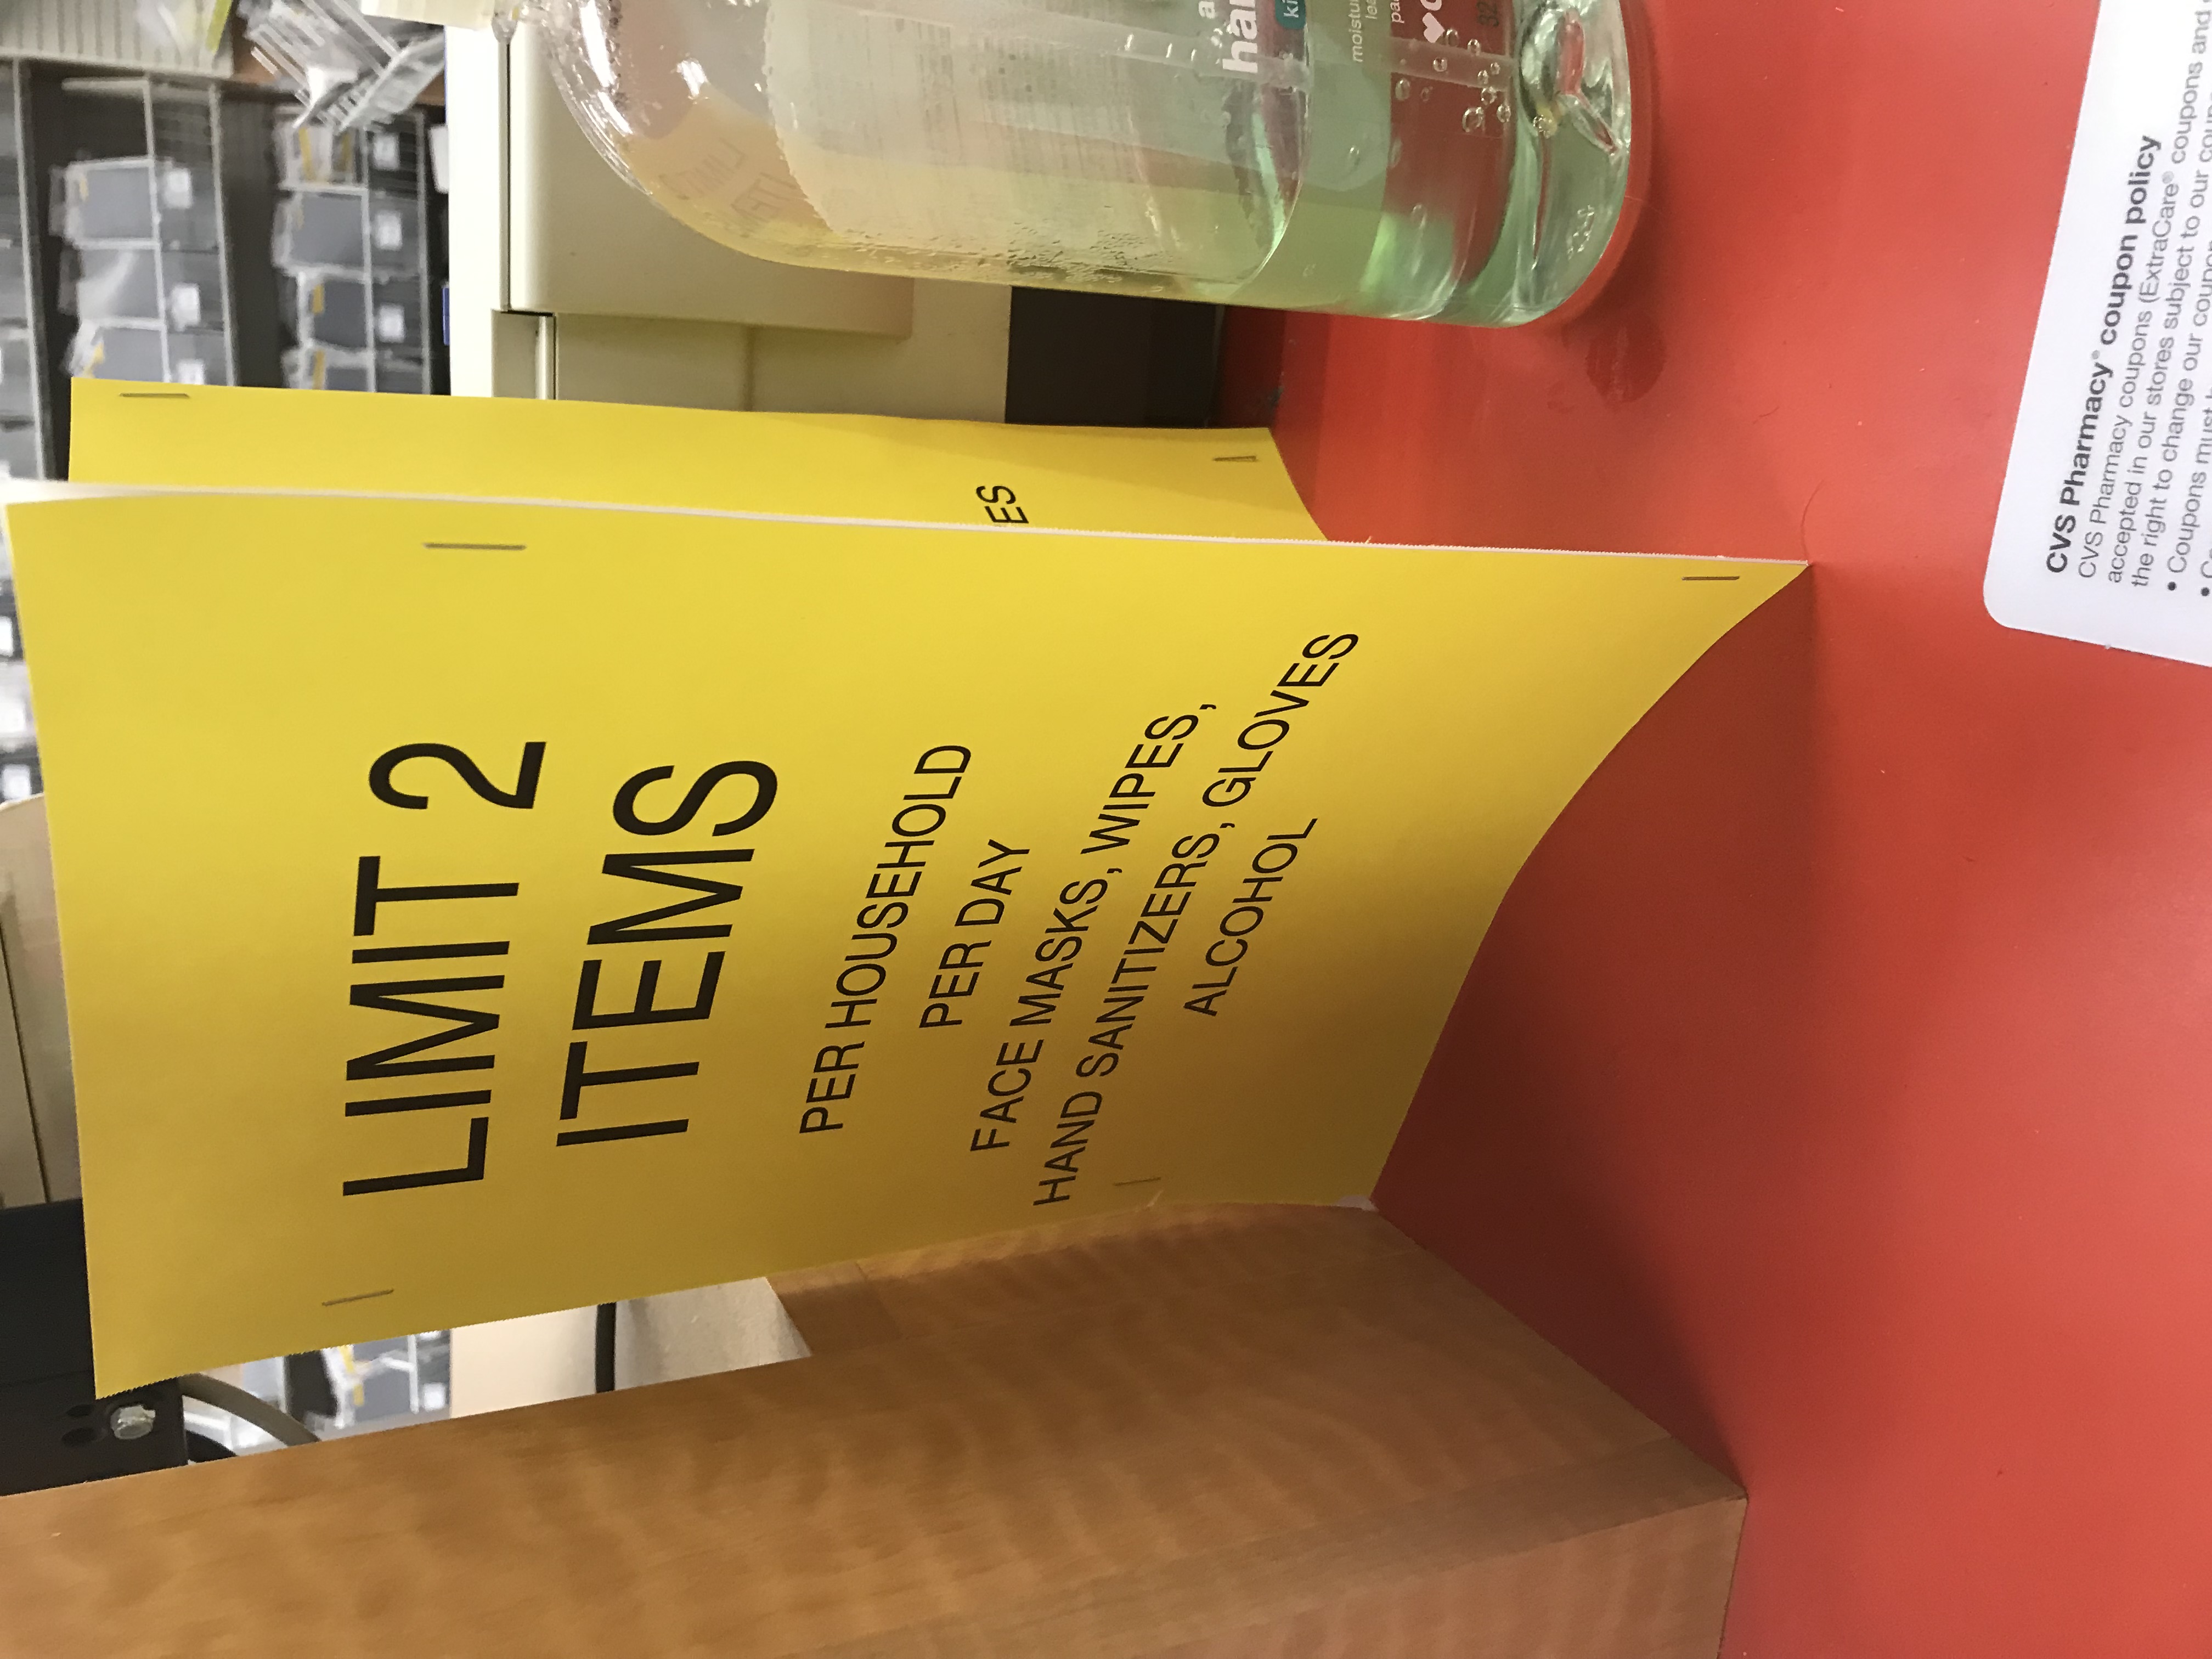 LIMIT 2
ITEMS
PER HOUSEHOLD
PER DAY
FACE MASKS, WIPES,
HAND SANITIZERS, GLOVES
ALCOHOL
ES
CVS Pharmacy® coupon policy
CVS Pharmacy coupons (ExtraCare® coupons and
accepted in our stores subject to our
the right to change our coupon
• Coupons must